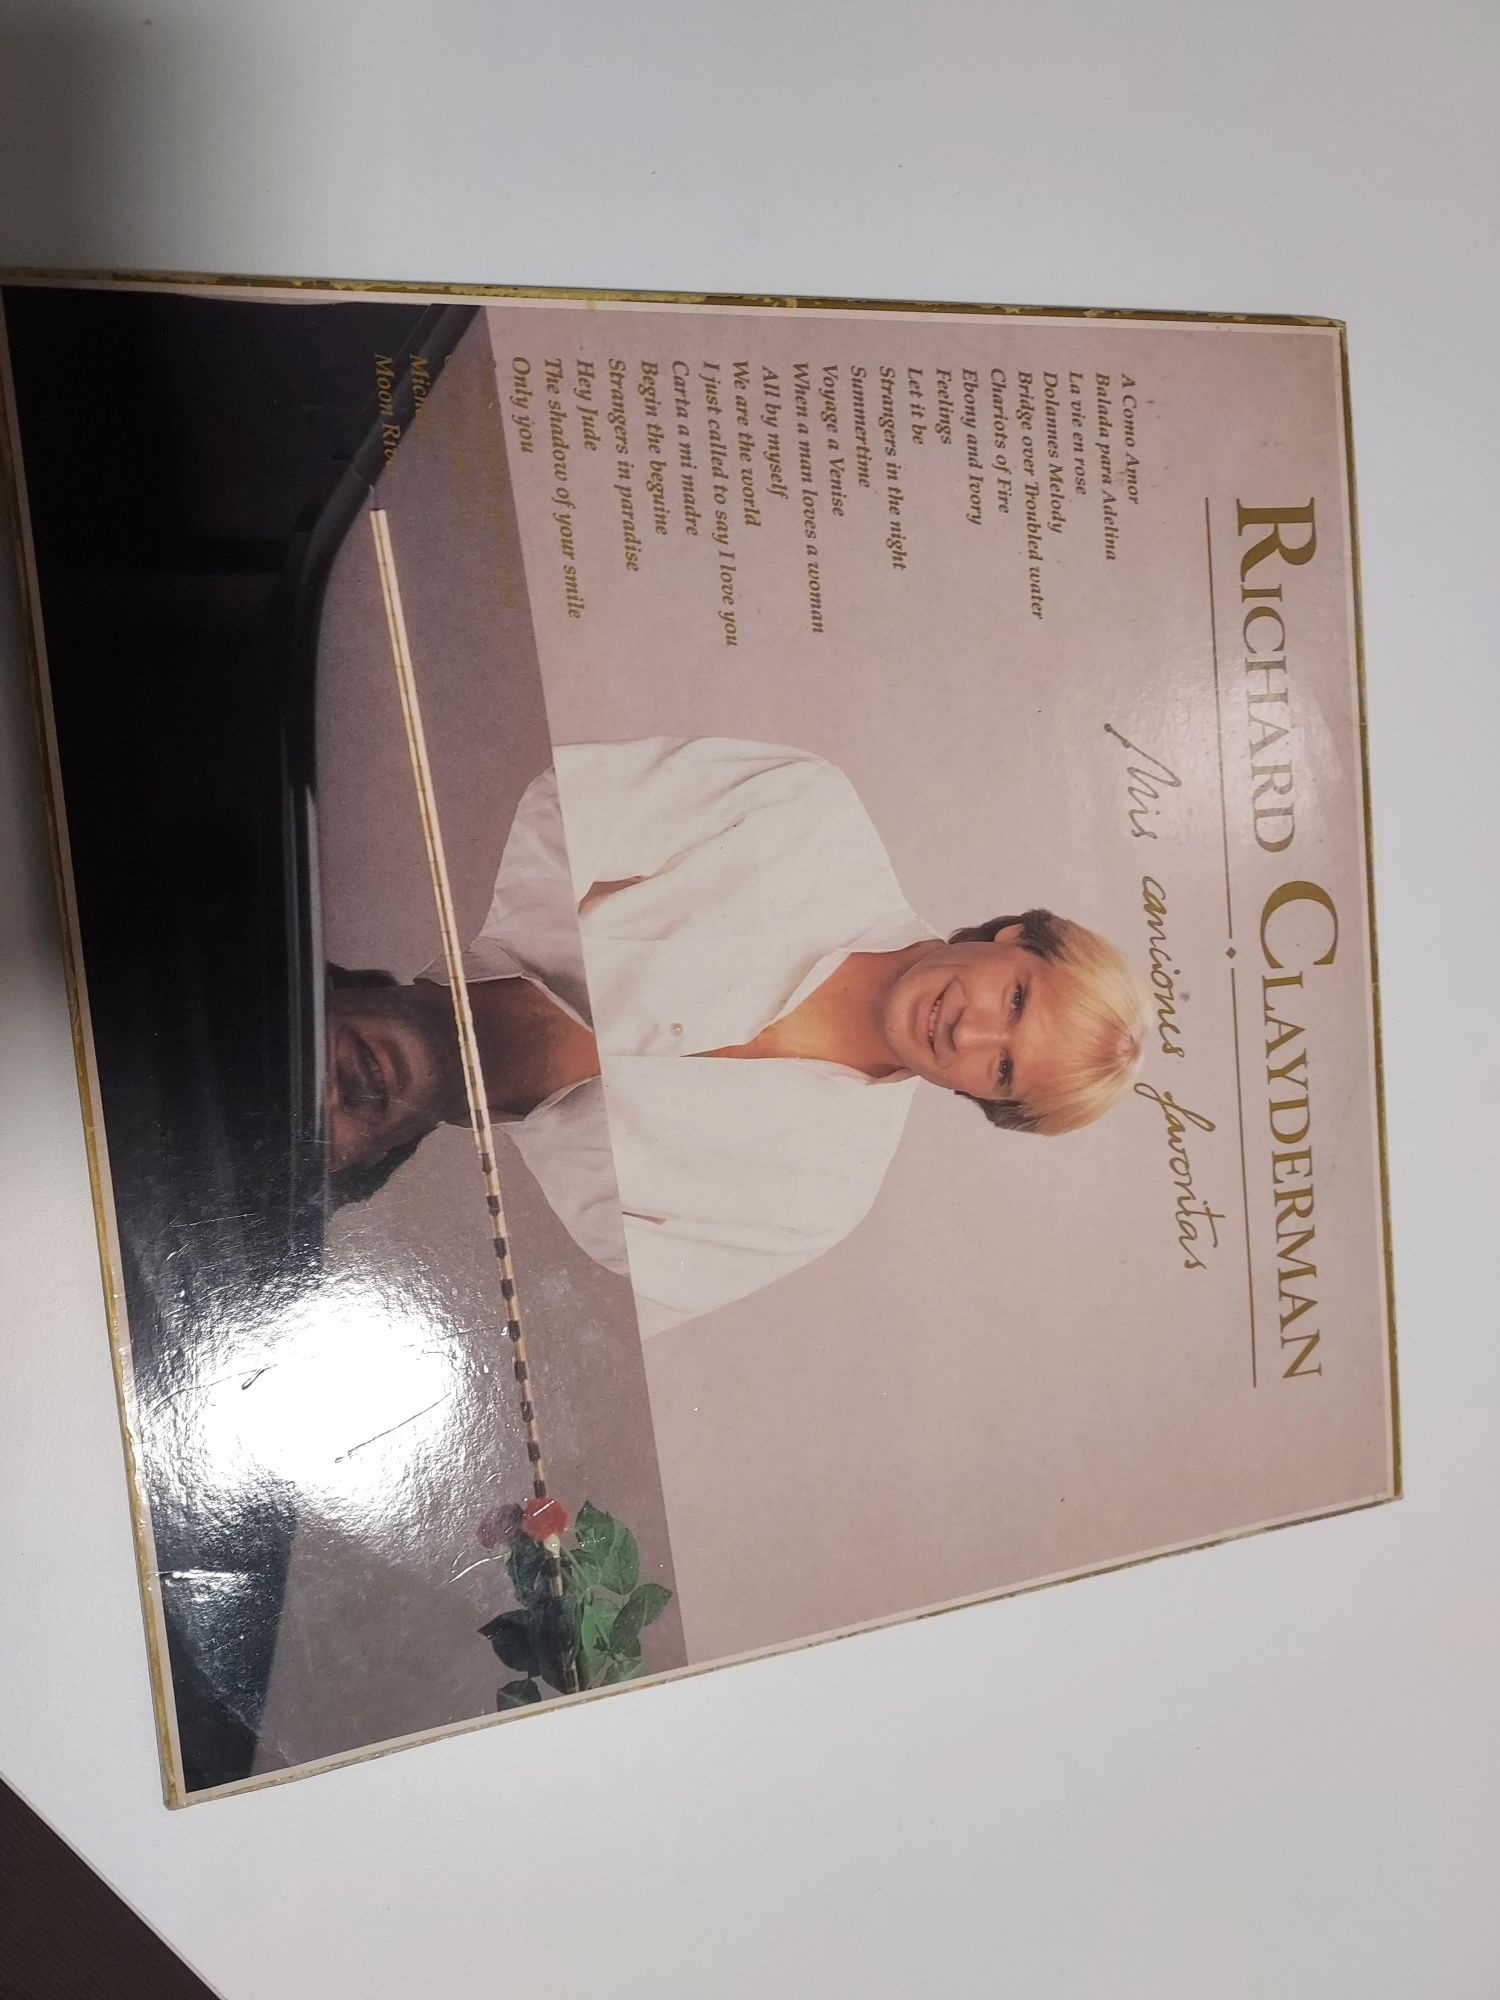 RICHARD CLAYDERMAN
Mis canciones favoritas
A Como Amor
Balada para Adelina
La vie en rose
Dolannes Melody
Bridge over Troubled water
Chariots of Fire
Ebony and Ivory
Feelings
Let it be
Strangers in the night
Summertime
Voyage a Venise
When a man loves a woman
All by myself
We are the world
I just called to say I love you
Carta a mi madre
Begin the beguine
Strangers in paradise
Hey Jude
The shadow of your smile
Only you
Moon